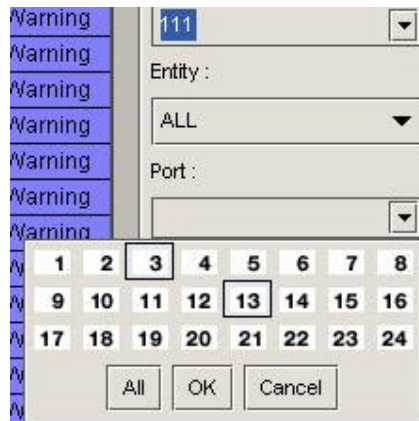 Warning
111
Warning
Entity :
Warning
Warning
ALL
Warning
Port :
Warning
Warning
1 2 3 4 5 6 7 8
9 10 11 12 13 14 15 16
17 18 19 20 21 22 23 24
All OK Cancel